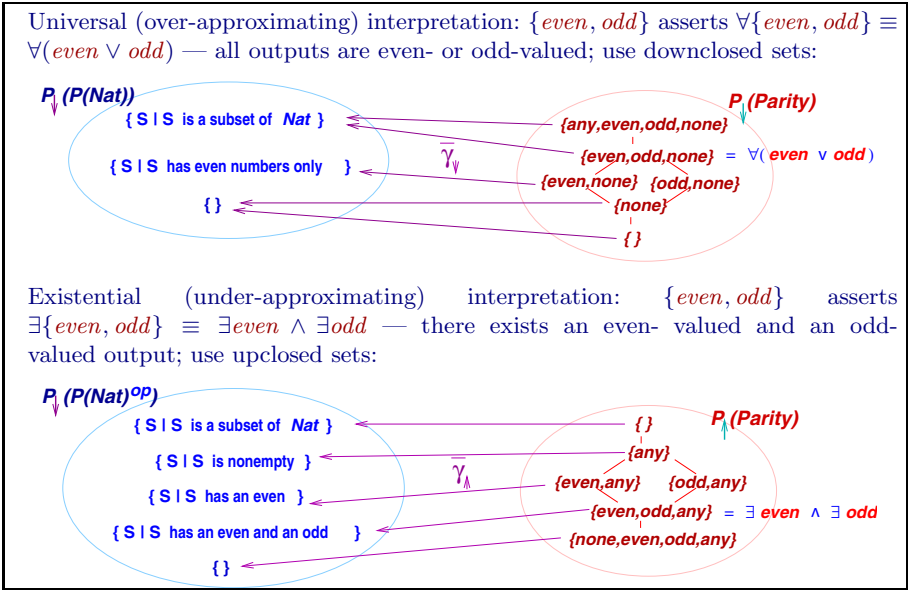 Universal (over-approximating) interpretation: {even, odd} asserts ∀{even, odd} ≡
∀(even ∨ odd) — all outputs are even- or odd-valued; use downclosed sets:
P↓(P(Nat))
P↓(Parity)
{ S | S is a subset of Nat }
{any,even,odd,none}
γ̅
{even,odd,none} = ∀( even v odd )
{ S | S has even numbers only }
{even,none} {odd,none}
{ }
{none}
{ }
Existential (under-approximating) interpretation: {even, odd} asserts
∃{even, odd} ≡ ∃even ∧ ∃odd — there exists an even- valued and an odd-
valued output; use upclosed sets:
P↓(P(Nat)op)
P↑(Parity)
{ S | S is a subset of Nat }
{ }
{ S | S is nonempty }
{any}
γ̅
{ S | S has an even }
{even,any} {odd,any}
{even,odd,any} = ∃ even ∧ ∃ odd
{ S | S has an even and an odd }
{none,even,odd,any}
{ }